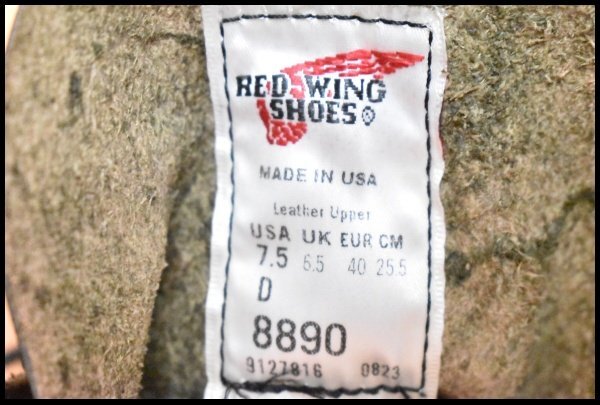 RED WING
SHOES®
MADE IN USA
Leather Upper
USA UK EUR CM
7.5 6.5 40 25.5
D
8890
9127816 0823